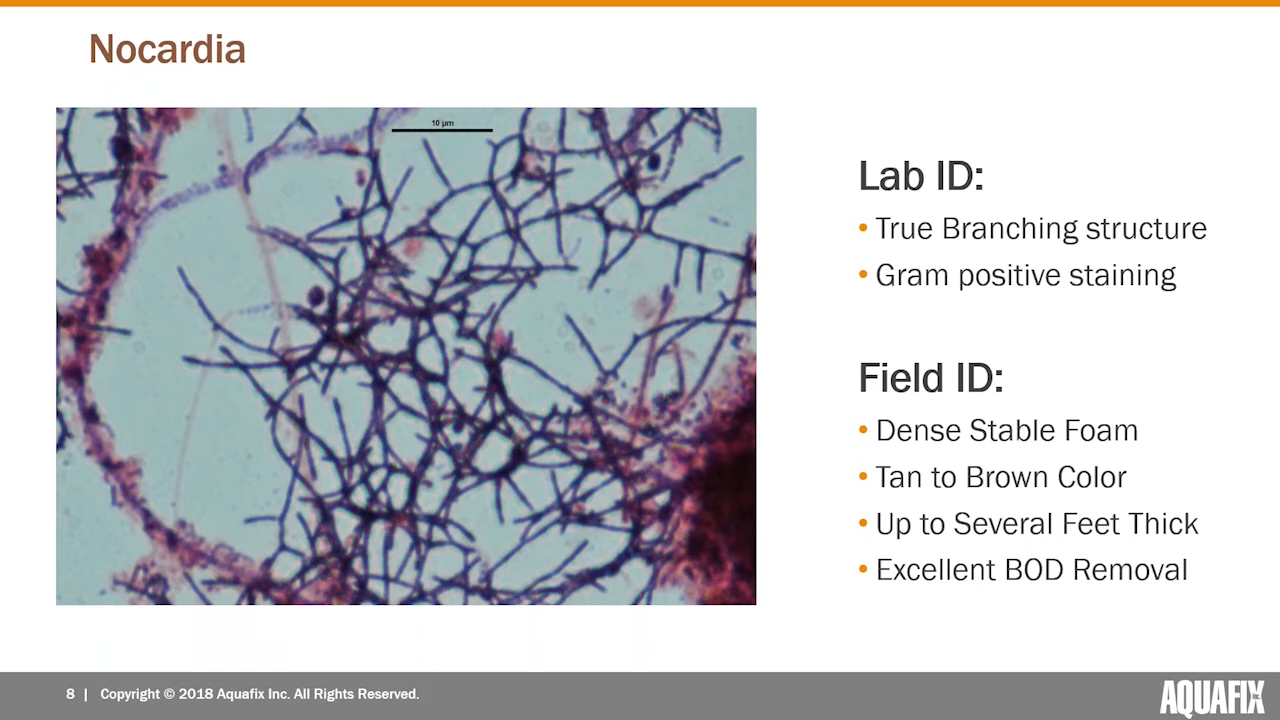 Nocardia
10 µm
Lab ID:
• True Branching structure
• Gram positive staining
Field ID:
• Dense Stable Foam
• Tan to Brown Color
• Up to Several Feet Thick
• Excellent BOD Removal
8 | Copyright © 2018 Aquafix Inc. All Rights Reserved.
AQUAFIX INC.